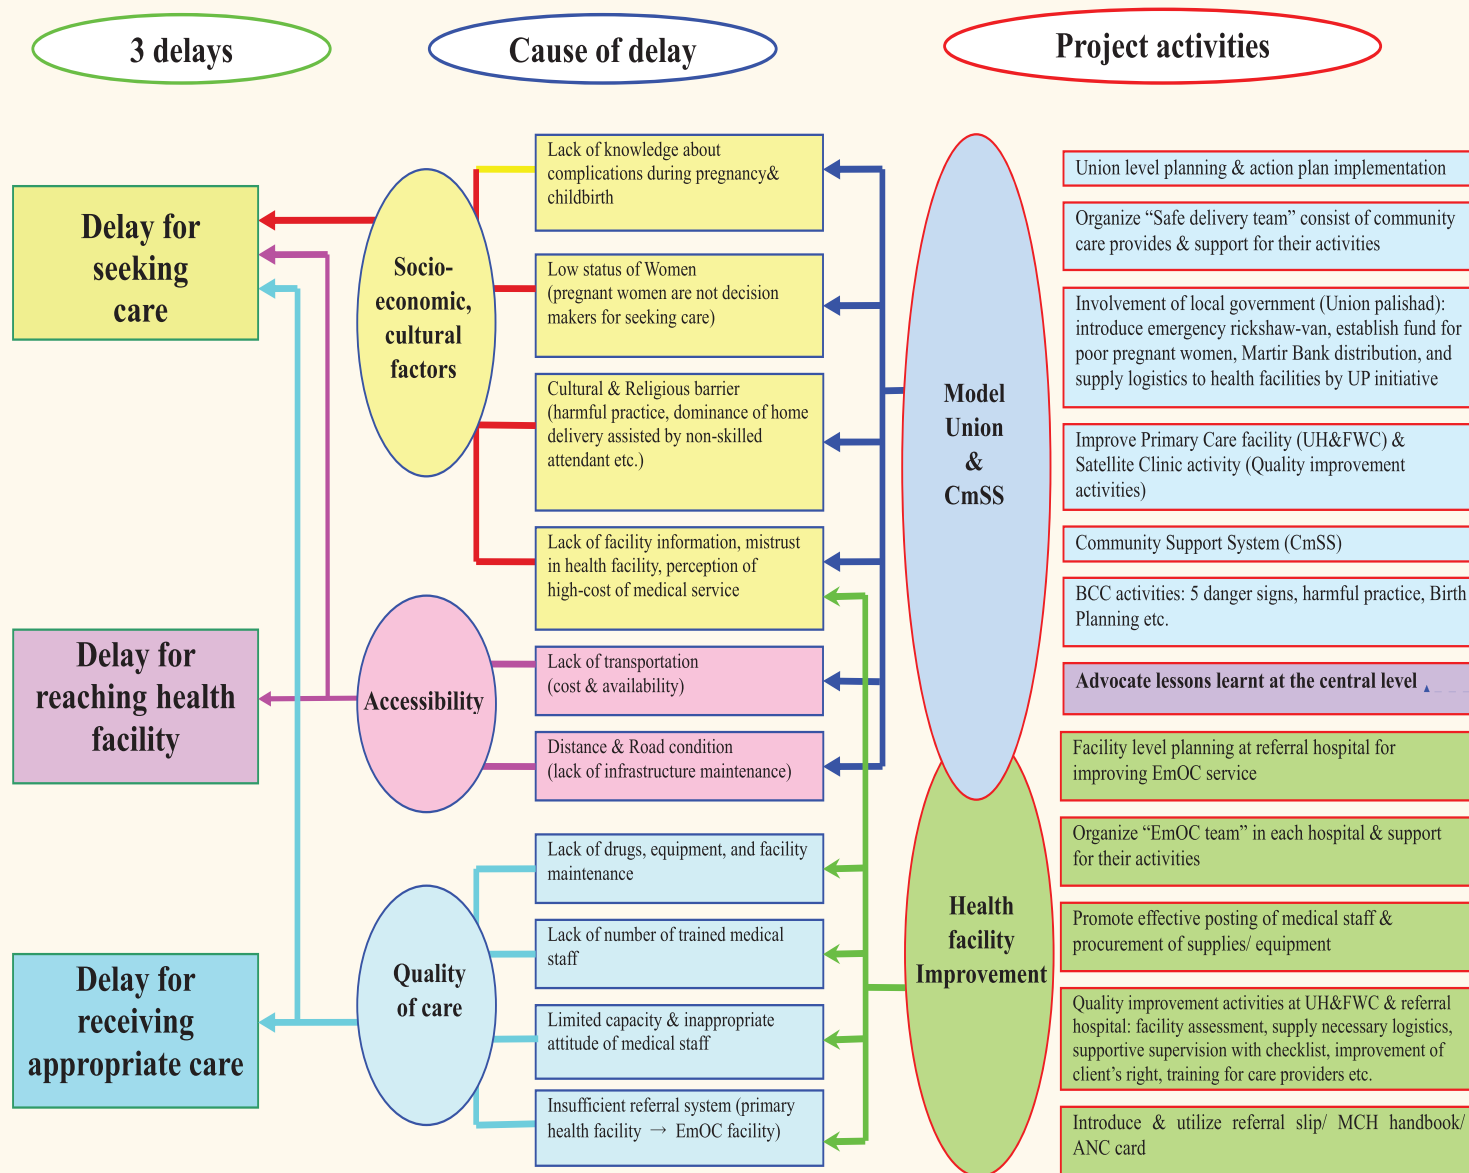 3 delays
Cause of delay
Project activities
Delay for
seeking
care
Delay for
reaching health
facility
Delay for
receiving
appropriate care
Socio-
economic,
cultural
factors
Accessibility
Quality
of care
Lack of knowledge about
complications during pregnancy&
childbirth
Low status of Women
(pregnant women are not decision
makers for seeking care)
Cultural & Religious barrier
(harmful practice, dominance of home
delivery assisted by non-skilled
attendant etc.)
Lack of facility information, mistrust
in health facility, perception of
high-cost of medical service
Lack of transportation
(cost & availability)
Distance & Road condition
(lack of infrastructure maintenance)
Lack of drugs, equipment, and facility
maintenance
Lack of number of trained medical
staff
Limited capacity & inappropriate
attitude of medical staff
Insufficient referral system (primary
health facility → EmOC facility)
Model
Union
&
CmSS
Health
facility
Improvement
Union level planning & action plan implementation
Organize “Safe delivery team” consist of community
care provides & support for their activities
Involvement of local government (Union palishad):
introduce emergency rickshaw-van, establish fund for
poor pregnant women, Martir Bank distribution, and
supply logistics to health facilities by UP initiative
Improve Primary Care facility (UH&FWC) &
Satellite Clinic activity (Quality improvement
activities)
Community Support System (CmSS)
BCC activities: 5 danger signs, harmful practice, Birth
Planning etc.
Advocate lessons learnt at the central level
Facility level planning at referral hospital for
improving EmOC service
Organize “EmOC team” in each hospital & support
for their activities
Promote effective posting of medical staff &
procurement of supplies/ equipment
Quality improvement activities at UH&FWC & referral
hospital: facility assessment, supply necessary logistics,
supportive supervision with checklist, improvement of
client’s right, training for care providers etc.
Introduce & utilize referral slip/ MCH handbook/
ANC card